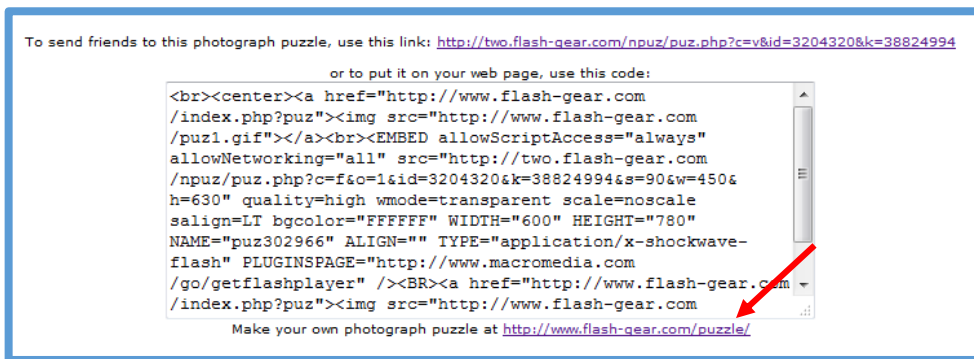 To send friends to this photograph puzzle, use this link: http://two.flash-gear.com/npuz/puz.php?c=v&id=3204320&k=38824994
or to put it on your web page, use this code:
<br><center><a href="http://www.flash-gear.com
/index.php?puz"><img src="http://www.flash-gear.com
/puz1.gif"></a><br><EMBED allowScriptAccess="always"
allowNetworking="all" src="http://two.flash-gear.com
/npuz/puz.php?c=f&o=1&id=3204320&k=38824994&s=90&w=450&
h=630" quality=high wmode=transparent scale=noscale
salign=LT bgcolor="FFFFFF" WIDTH="600" HEIGHT="780"
NAME="puz302966" ALIGN="" TYPE="application/x-shockwave-
flash" PLUGINSPAGE="http://www.macromedia.com
/go/getflashplayer" /><BR><a href="http://www.flash-gear.com
/index.php?puz"><img src="http://www.flash-gear.com
Make your own photograph puzzle at http://www.flash-gear.com/puzzle/